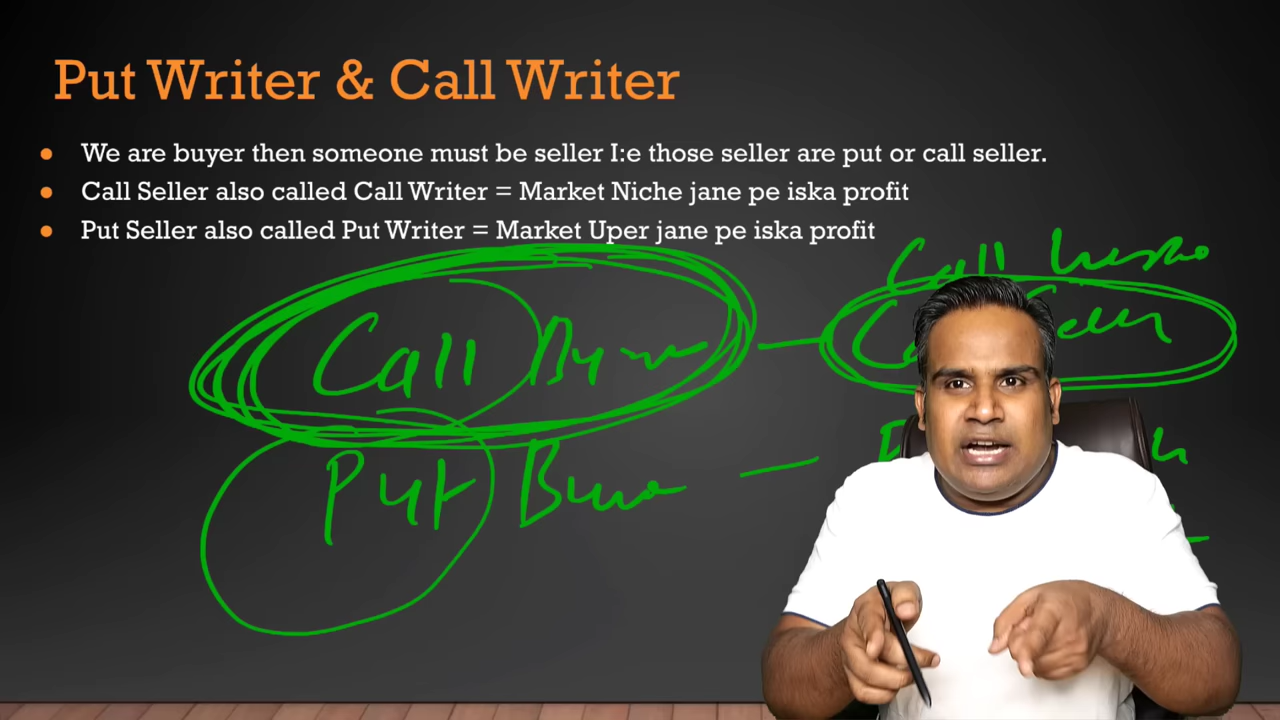 Put Writer & Call Writer
● We are buyer then someone must be seller I:e those seller are put or call seller.
● Call Seller also called Call Writer = Market Niche jane pe iska profit
● Put Seller also called Put Writer = Market Uper jane pe iska profit
Call
Call
Put